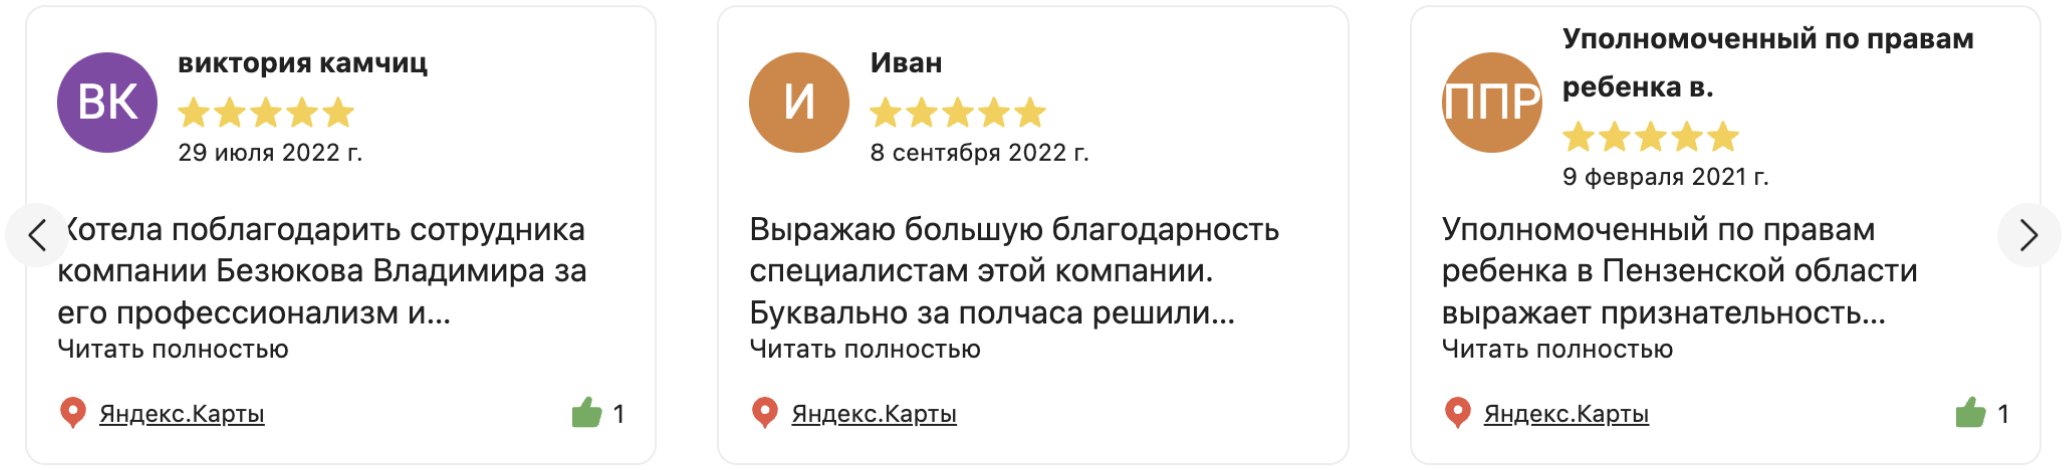 ВК
виктория камчиц
29 июля 2022 г.
Хотела поблагодарить сотрудника
компании Безюкова Владимира за
его профессионализм и...
Читать полностью
Яндекс.Карты
1
И
Иван
8 сентября 2022 г.
Выражаю большую благодарность
специалистам этой компании.
Буквально за полчаса решили...
Читать полностью
Яндекс.Карты
ППР
Уполномоченный по правам
ребенка в.
9 февраля 2021 г.
Уполномоченный по правам
ребенка в Пензенской области
выражает признательность...
Читать полностью
Яндекс.Карты
1